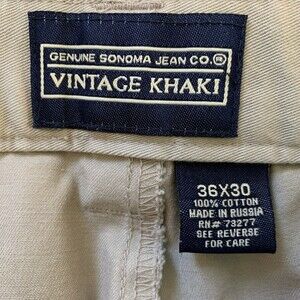 GENUINE SONOMA JEAN CO.®
VINTAGE KHAKI
36X30
100% COTTON
MADE IN RUSSIA
RN# 73277
SEE REVERSE
FOR CARE